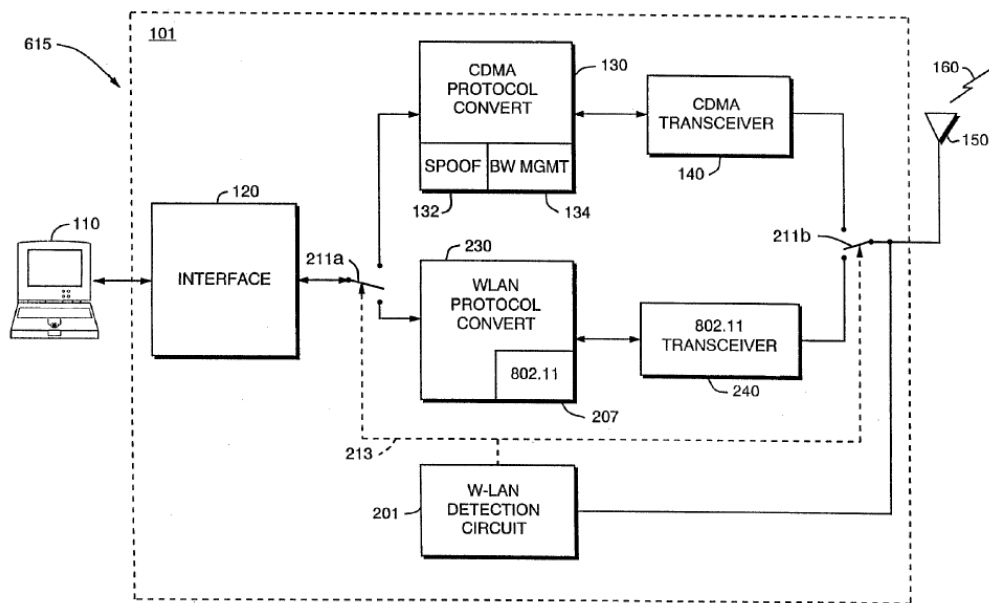 101
615
CDMA
PROTOCOL
CONVERT
130
CDMA
TRANSCEIVER
160
150
SPOOF
BW MGMT
140
132
134
120
110
211a
230
211b
INTERFACE
WLAN
PROTOCOL
CONVERT
802.11
TRANSCEIVER
802.11
240
207
213
201
W-LAN
DETECTION
CIRCUIT